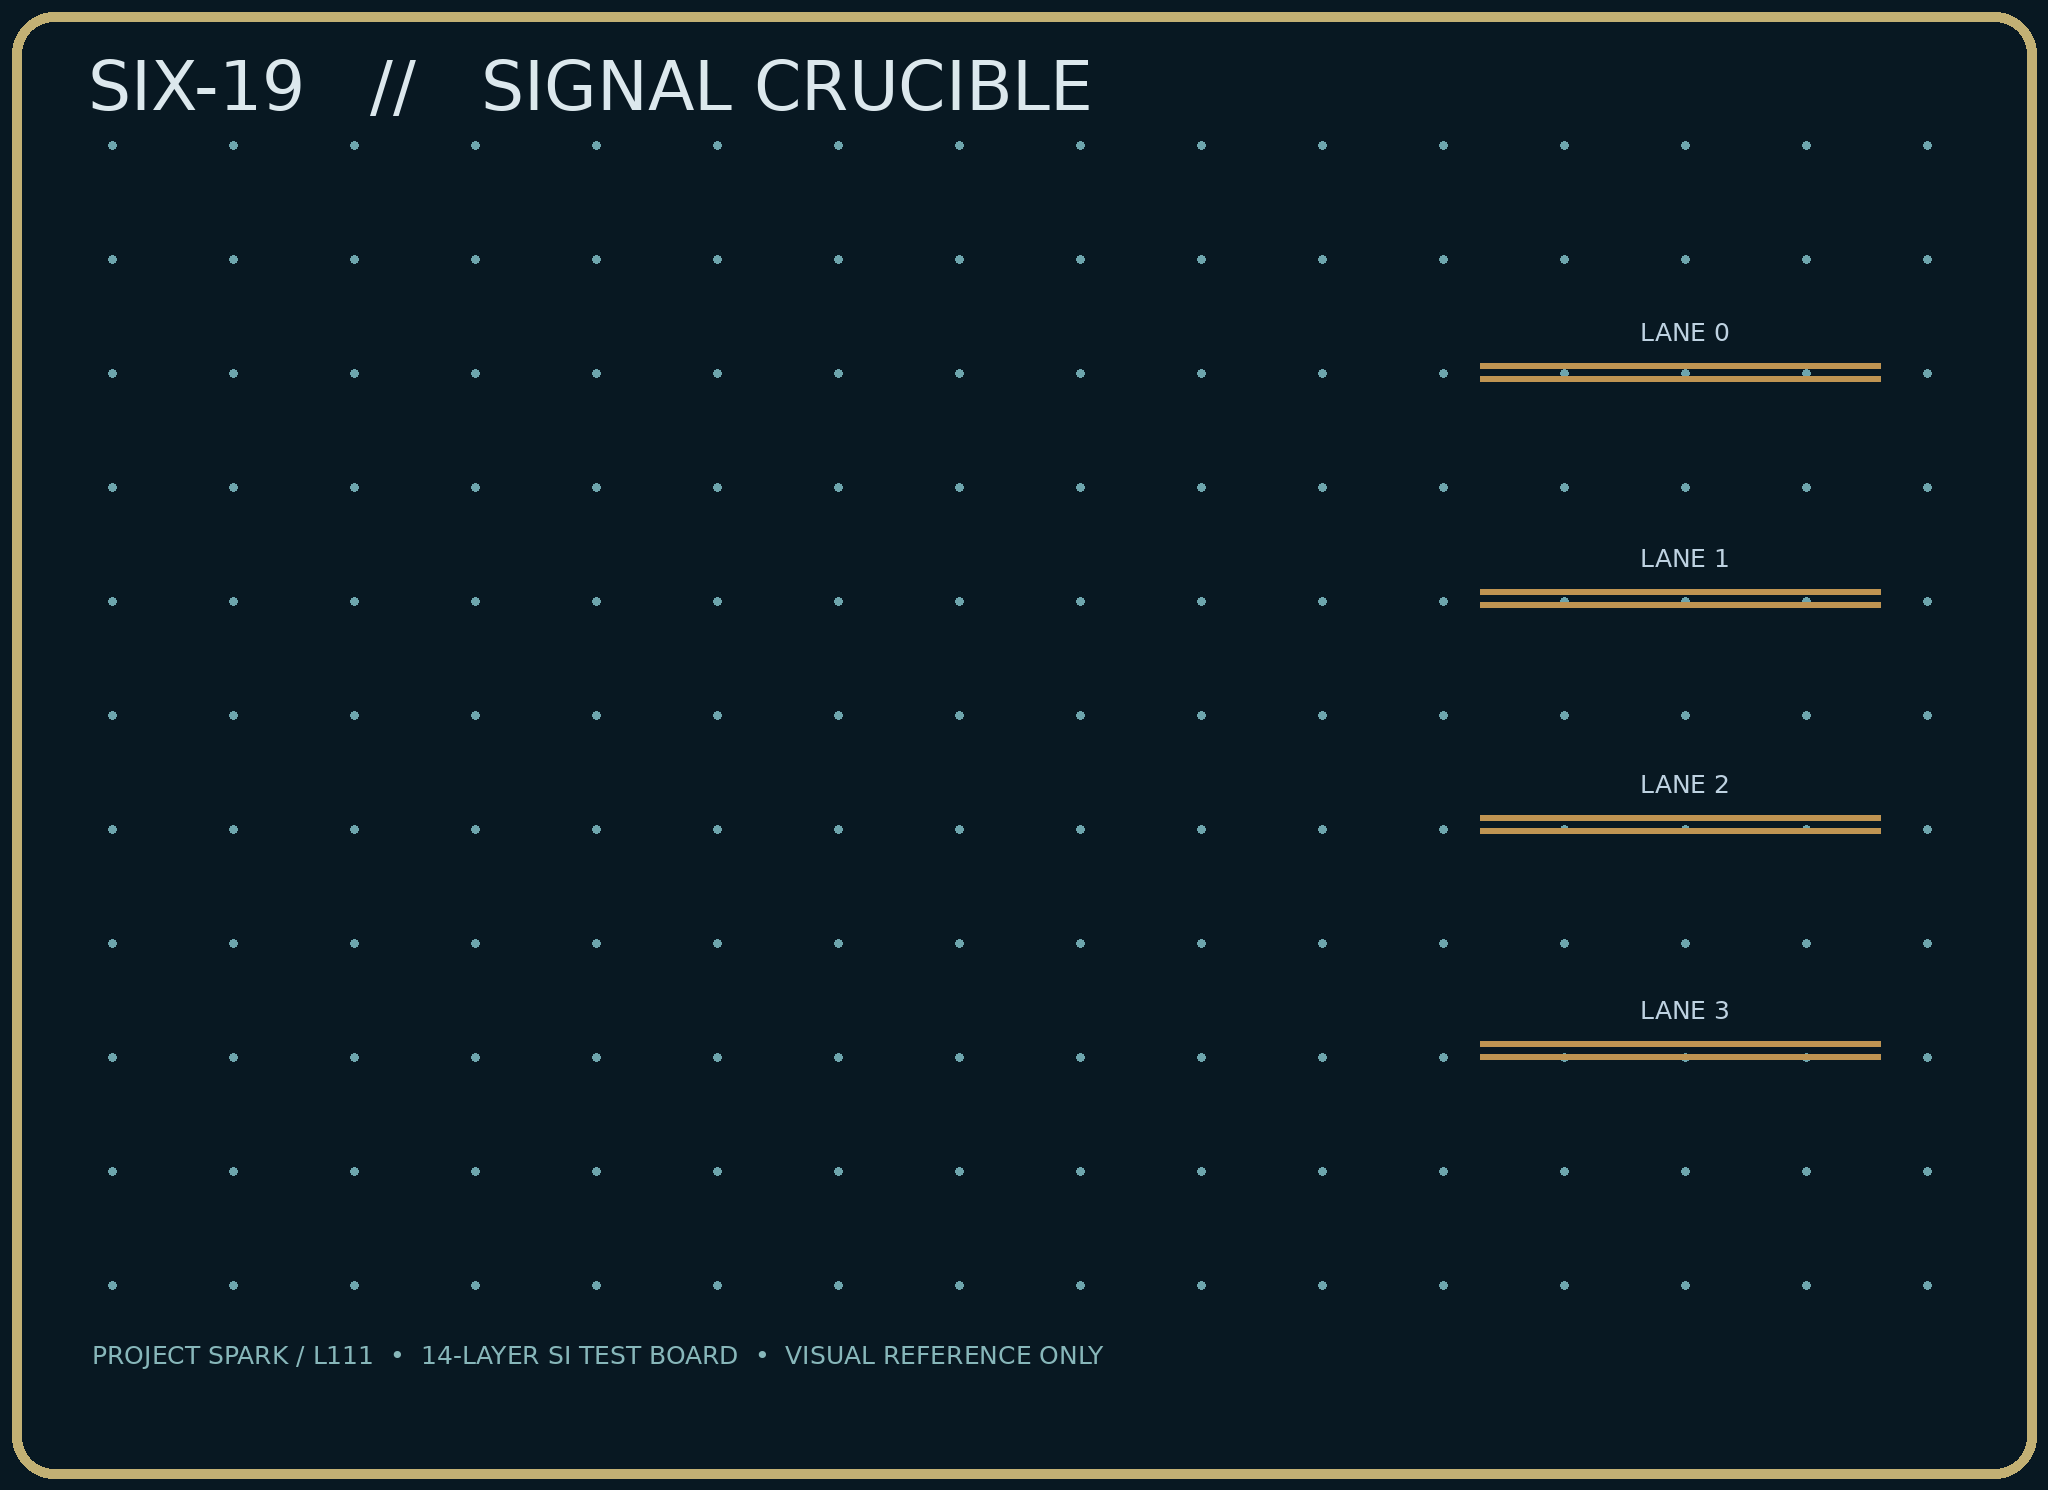 SIX-19 // SIGNAL CRUCIBLE
LANE 0
LANE 1
LANE 2
LANE 3
PROJECT SPARK / L111 • 14-LAYER SI TEST BOARD • VISUAL REFERENCE ONLY